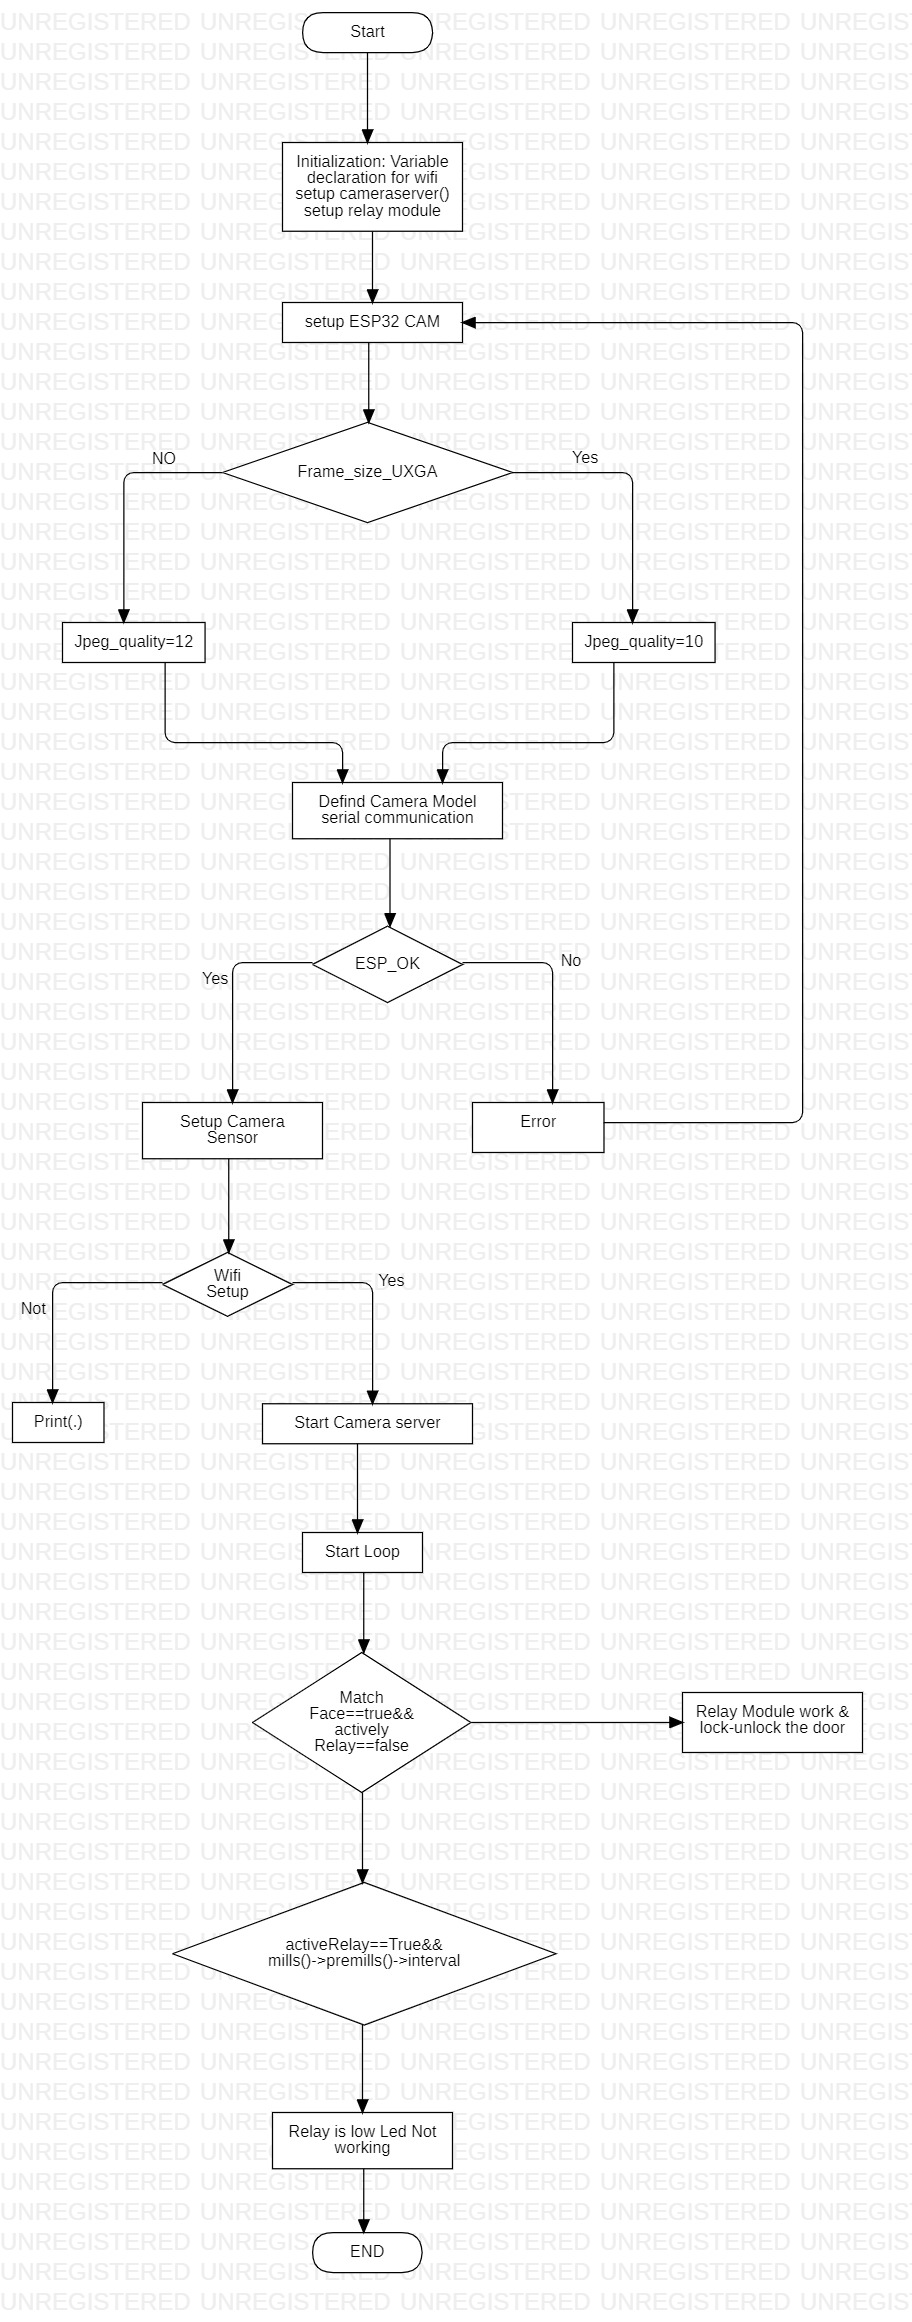 Start
Initialization: Variable
declaration for wifi
setup cameraserver()
setup relay module
setup ESP32 CAM
NO
Frame_size_UXGA
Yes
Jpeg_quality=12
Jpeg_quality=10
Defind Camera Model
serial communication
Yes
ESP_OK
No
Setup Camera
Sensor
Error
Not
Wifi
Setup
Yes
Print(.)
Start Camera server
Start Loop
Match
Face==true&&
actively
Relay==false
Relay Module work &
lock-unlock the door
activeRelay==True&&
mills()->premills()->interval
Relay is low Led Not
working
END
UNREGISTERED